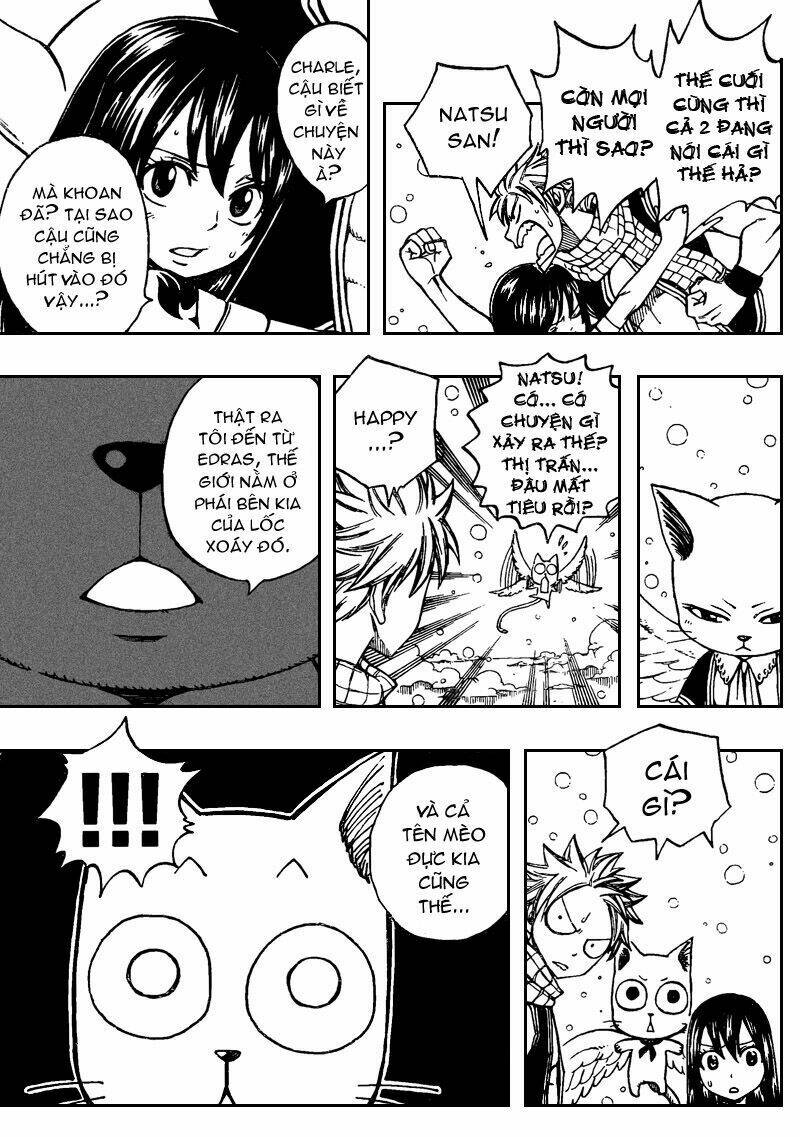 THẾ CUỐI
CÙNG THÌ
CẢ 2 ĐANG
NÓI CÁI GÌ
THẾ HẢ?
CÒN MỌI
NGƯỜI
THÌ SAO?
NATSU
SAN!
CHARLE,
CẬU BIẾT
GÌ VỀ
CHUYỆN
NÀY
À?
MÀ KHOAN
ĐÃ? TẠI SAO
CẬU CŨNG
CHẲNG BỊ
HÚT VÀO ĐÓ
VẬY...?
NATSU!
CÓ... CÓ
CHUYỆN GÌ
XẢY RA THẾ?
THỊ TRẤN...
ĐÂU MẤT
TIÊU RỒI?
HAPPY
...?
THẬT RA
TÔI ĐẾN TỪ
EDRAS, THẾ
GIỚI NẰM Ở
PHÁI BÊN KIA
CỦA LỐC
XOÁY ĐÓ.
CÁI
GÌ?
VÀ CẢ
TÊN MÈO
ĐỰC KIA
CŨNG
THẾ...
!!!